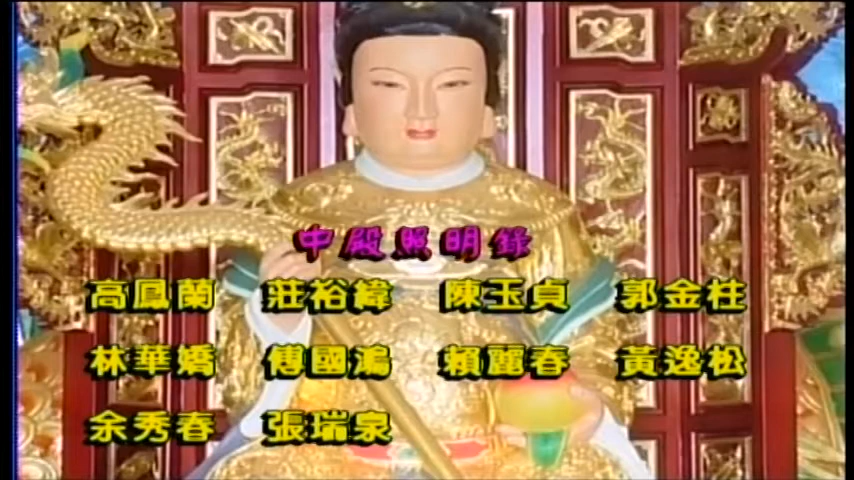 中殿照明錄
高鳳蘭 莊裕緯 陳玉貞 郭金柱
林華嬌 傅國鴻 賴麗春 黃逸松
余秀春 張瑞泉